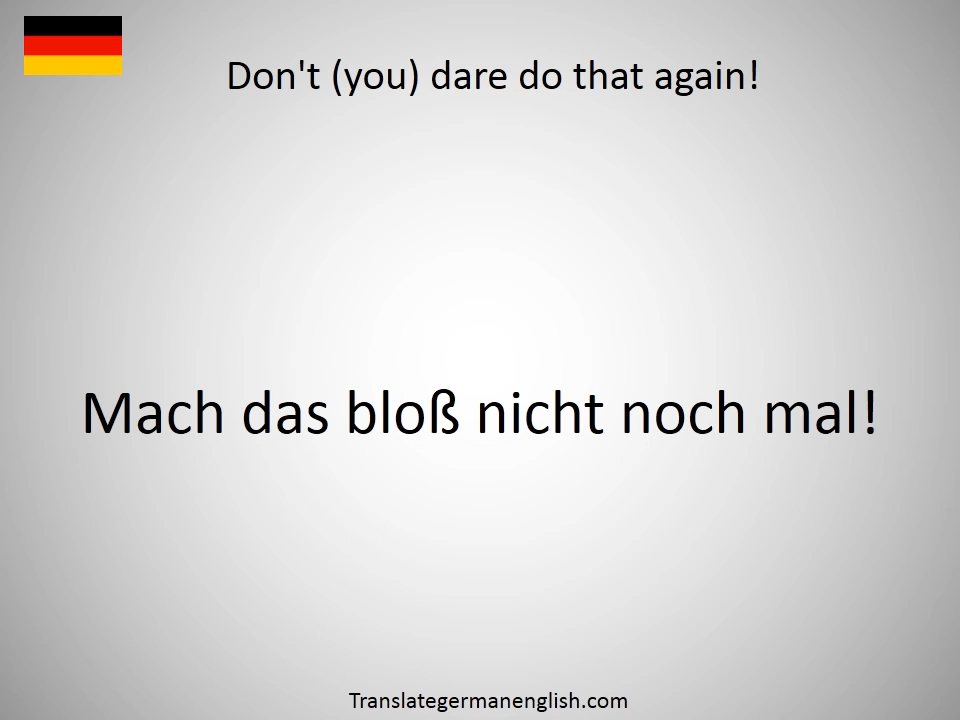 Don't (you) dare do that again!
Mach das bloß nicht noch mal!
Translategermanenglish.com